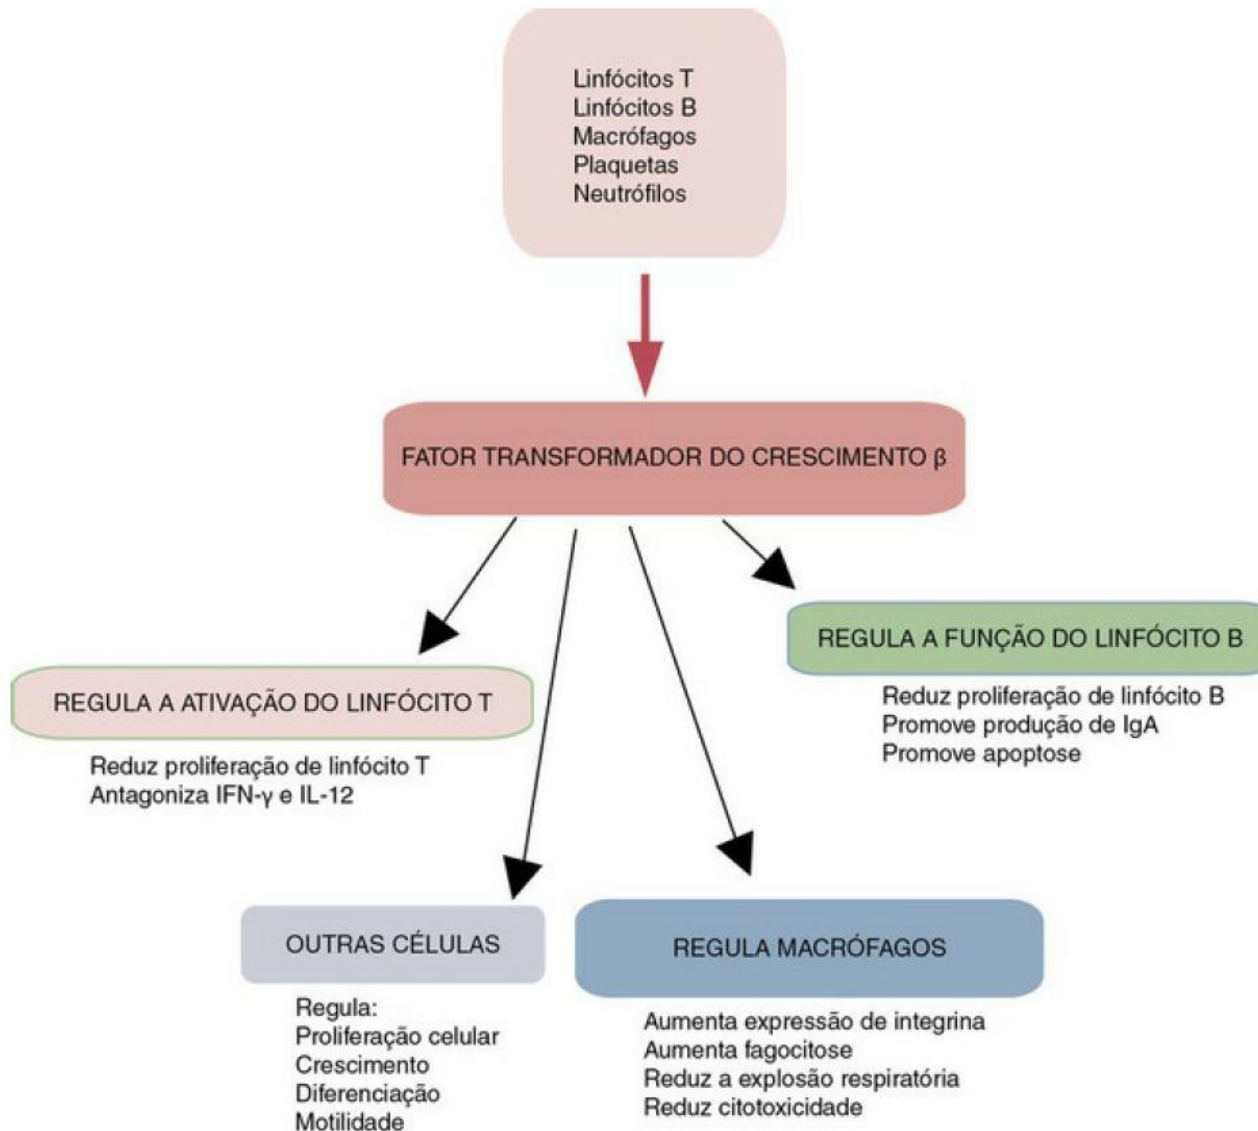 Linfócitos T
Linfócitos B
Macrófagos
Plaquetas
Neutrófilos
FATOR TRANSFORMADOR DO CRESCIMENTO β
REGULA A FUNÇÃO DO LINFÓCITO B
Reduz proliferação de linfócito B
Promove produção de IgA
Promove apoptose
REGULA A ATIVAÇÃO DO LINFÓCITO T
Reduz proliferação de linfócito T
Antagoniza IFN-γ e IL-12
OUTRAS CÉLULAS
Regula:
Proliferação celular
Crescimento
Diferenciação
Motilidade
REGULA MACRÓFAGOS
Aumenta expressão de integrina
Aumenta fagocitose
Reduz a explosão respiratória
Reduz citotoxicidade